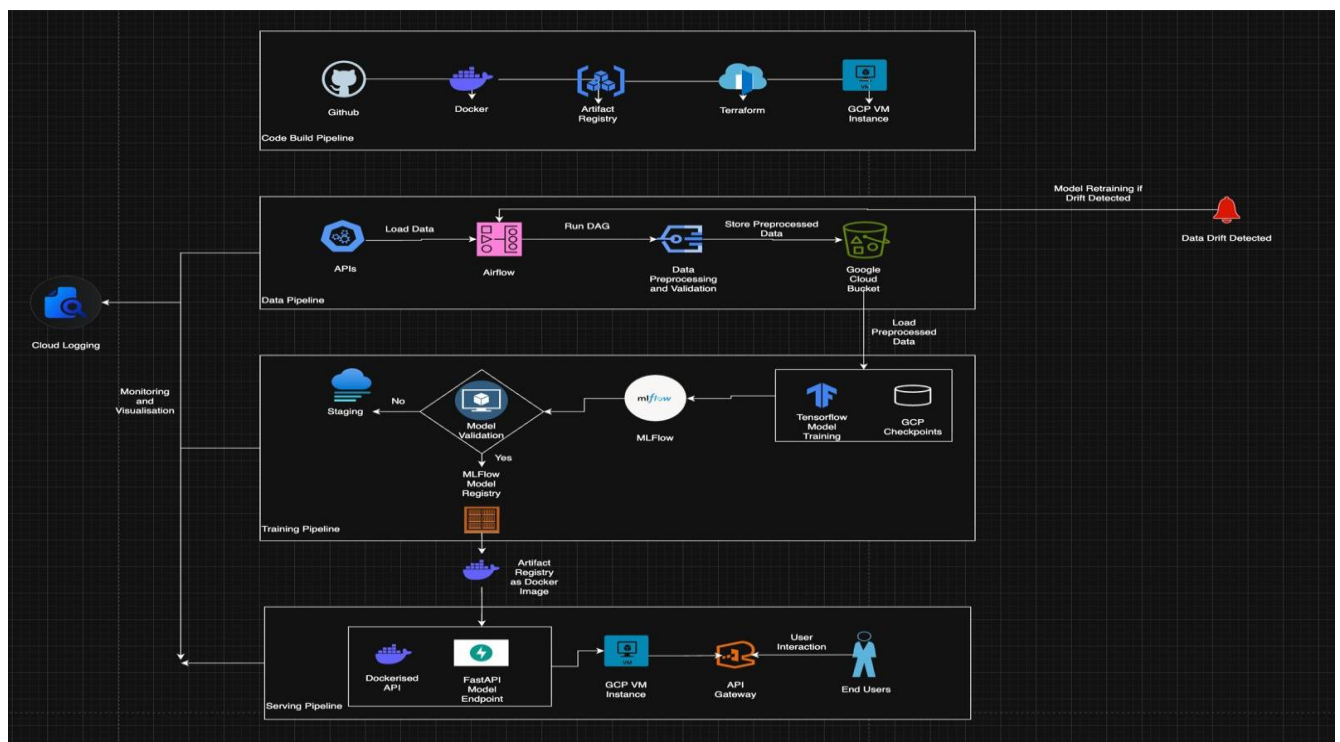 Github
Docker
Artifact
Registry
Terraform
VM
GCP VM
Instance
Code Build Pipeline
Model Retraining if
Drift Detected
Data Drift Detected
Load Data
Run DAG
Store Preprocessed
Data
APIs
Airflow
Data
Preprocessing
and Validation
Google
Cloud
Bucket
Data Pipeline
Cloud Logging
Load
Preprocessed
Data
Monitoring
and
Visualisation
Staging
No
Model
Validation
Yes
mlflow
MLFlow
Tensorflow
Model
Training
GCP
Checkpoints
MLFlow
Model
Registry
Training Pipeline
Artifact
Registry
as Docker
Image
Dockerised
API
FastAPI
Model
Endpoint
VM
GCP VM
Instance
API
Gateway
User
Interaction
End Users
Serving Pipeline